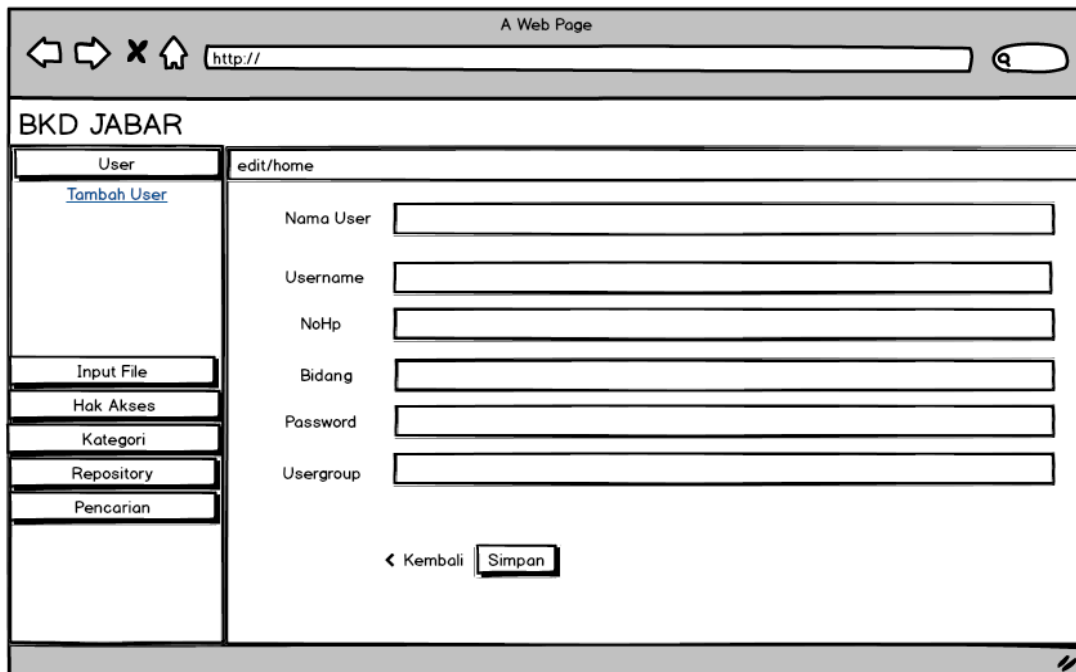 A Web Page
http://
BKD JABAR
User
Tambah User
Input File
Hak Akses
Kategori
Repository
Pencarian
edit/home
Nama User
Username
NoHp
Bidang
Password
Usergroup
Kembali
Simpan